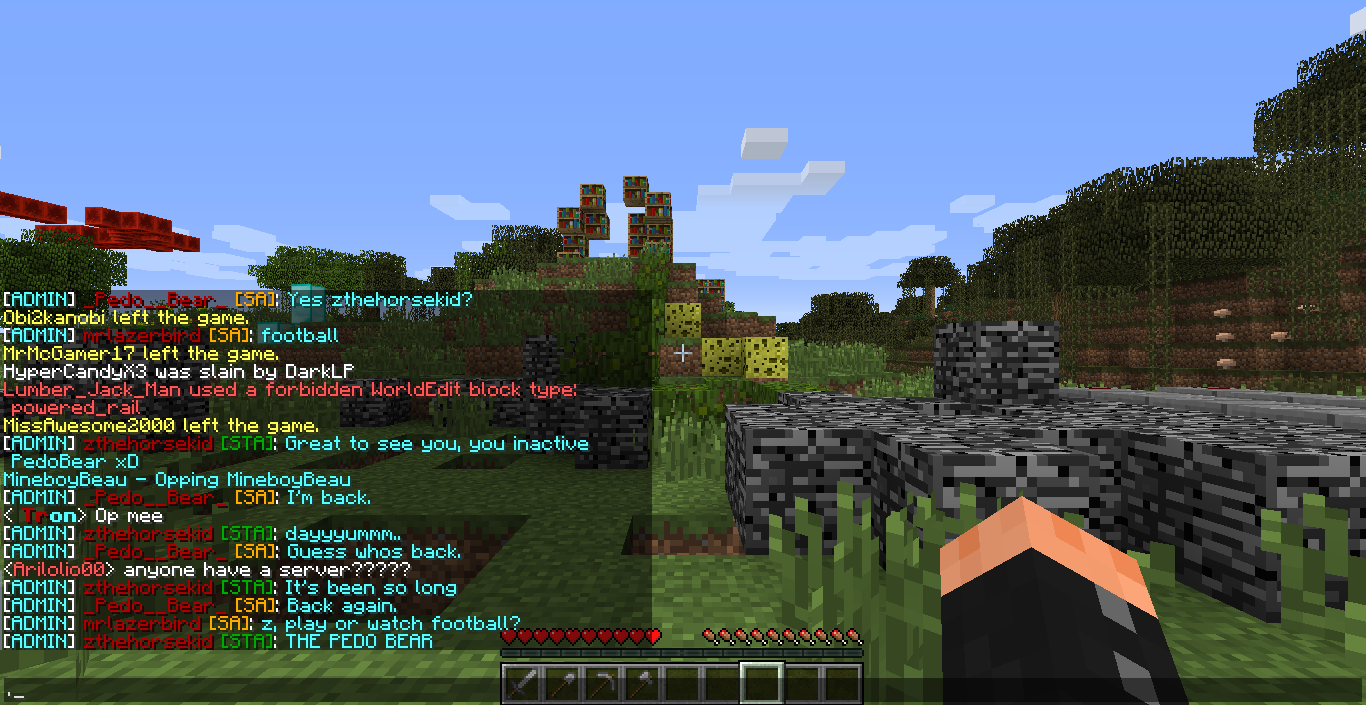 [ADMIN] _Pedo__Bear_ [SA]: Yes zthehorsekid?
Obi3kanobi left the game.
[ADMIN] mrlazerbird [SA]: football
MrMcGamer17 left the game.
HyperCandyX3 was slain by DarkLP
Lumber_Jack_Man used a forbidden WorldEdit block type:
powered_rail
MissAwesome2000 left the game.
[ADMIN] zthehorsekid [STA]: Great to see you, you inactive
PedoBear xD
MineboyBeau - Opping MineboyBeau
[ADMIN] _Pedo__Bear_ [SA]: I'm back.
< Tron> Op mee
[ADMIN] zthehorsekid [STA]: dayyyummm..
[ADMIN] _Pedo__Bear_ [SA]: Guess whos back.
<Arilolio00> anyone have a server?????
[ADMIN] zthehorsekid [STA]: It's been so long
[ADMIN] _Pedo__Bear_ [SA]: Back again.
[ADMIN] mrlazerbird [SA]: z, play or watch football?
[ADMIN] zthehorsekid [STA]: THE PEDO BEAR
'_